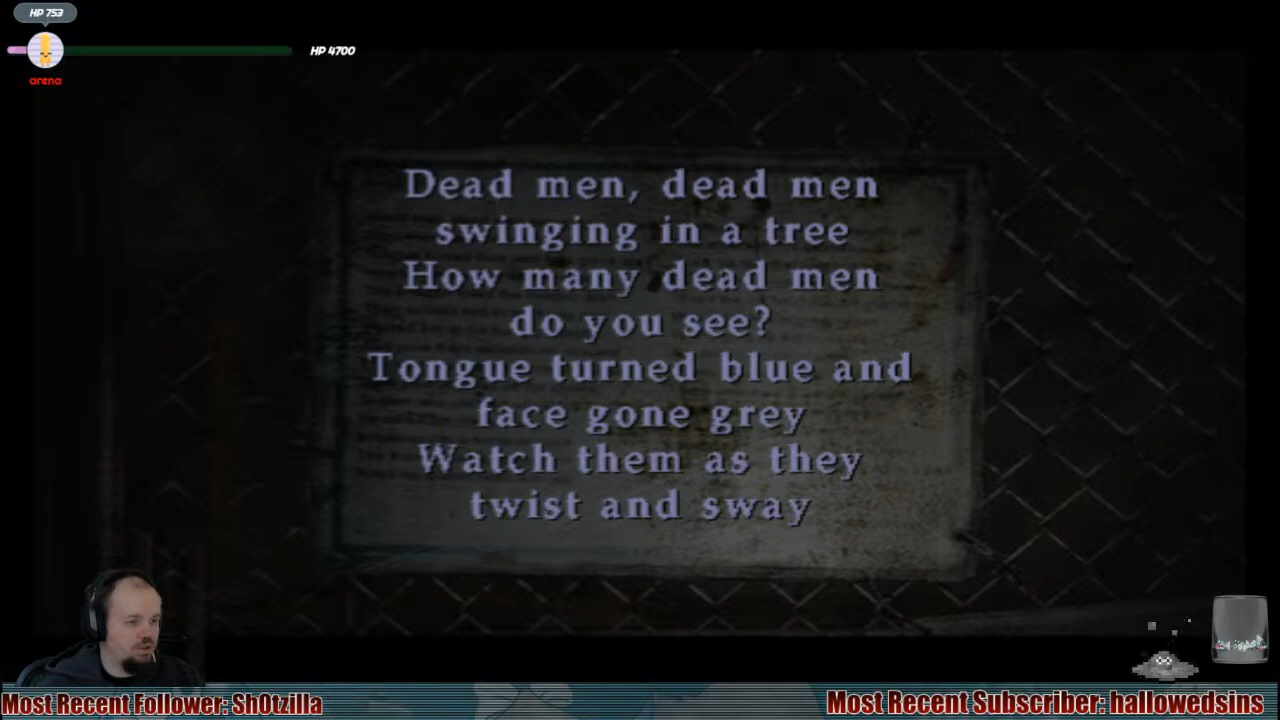 HP 753
HP 4700
arena
Dead men, dead men
swinging in a tree
How many dead men
do you see?
Tongue turned blue and
face gone grey
Watch them as they
twist and sway
Most Recent Follower: Sh0tzilla
Most Recent Subscriber: hallowedsins